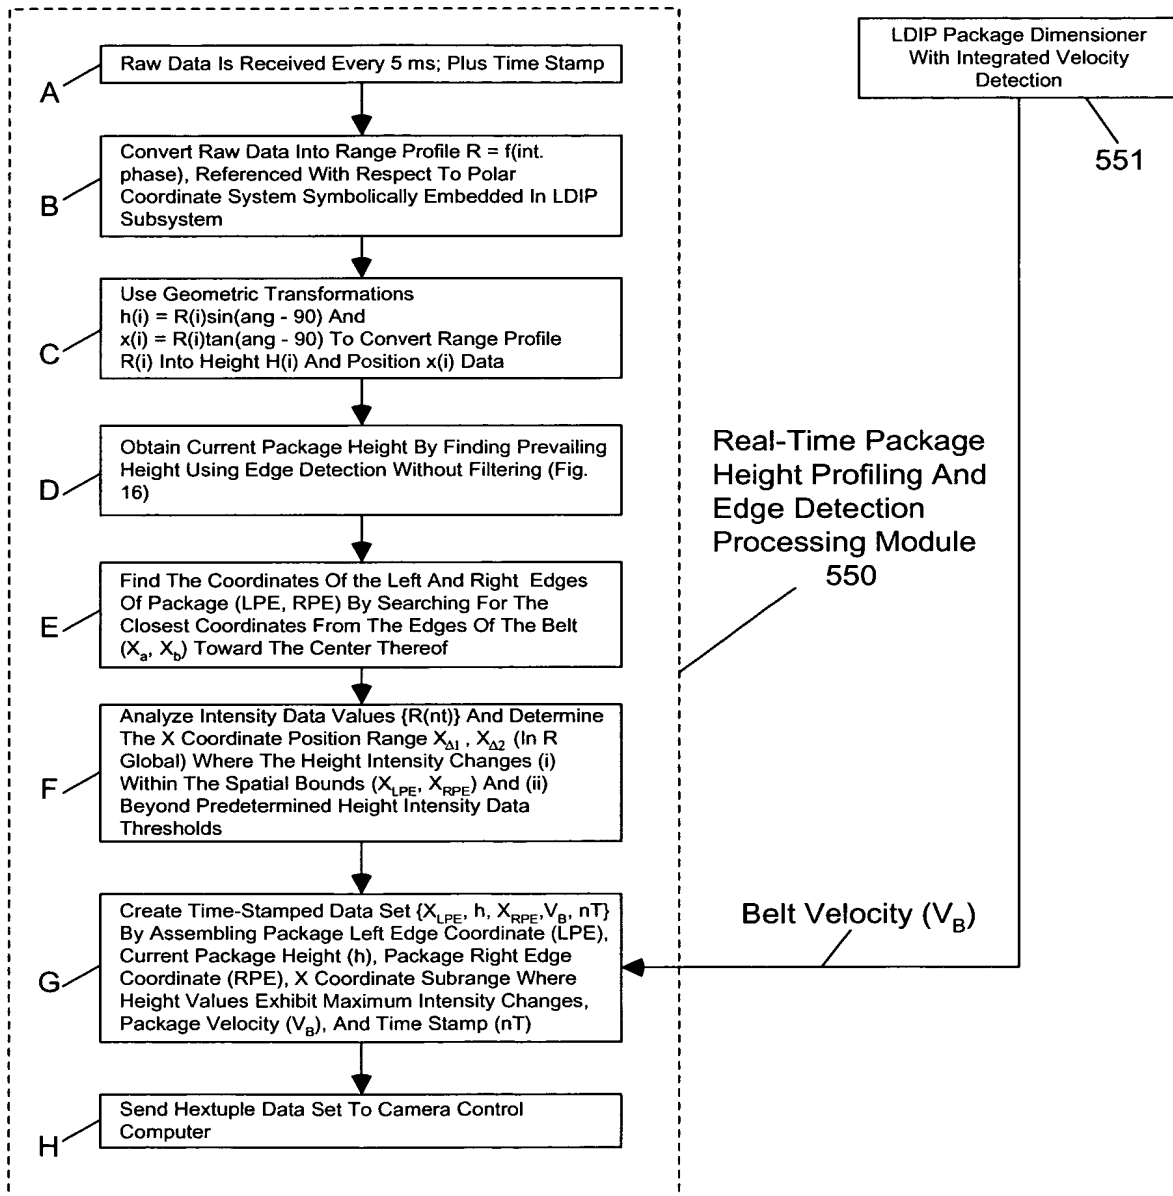 A
Raw Data Is Received Every 5 ms; Plus Time Stamp
B
Convert Raw Data Into Range Profile R = f(int.
phase), Referenced With Respect To Polar
Coordinate System Symbolically Embedded In LDIP
Subsystem
C
Use Geometric Transformations
h(i) = R(i)sin(ang - 90) And
x(i) = R(i)tan(ang - 90) To Convert Range Profile
R(i) Into Height H(i) And Position x(i) Data
D
Obtain Current Package Height By Finding Prevailing
Height Using Edge Detection Without Filtering (Fig.
16)
E
Find The Coordinates Of the Left And Right Edges
Of Package (LPE, RPE) By Searching For The
Closest Coordinates From The Edges Of The Belt
(Xa, Xb) Toward The Center Thereof
F
Analyze Intensity Data Values {R(nt)} And Determine
The X Coordinate Position Range XΔ1 , XΔ2 (In R
Global) Where The Height Intensity Changes (i)
Within The Spatial Bounds (XLPE, XRPE) And (ii)
Beyond Predetermined Height Intensity Data
Thresholds
G
Create Time-Stamped Data Set {XLPE, h, XRPE,VB, nT}
By Assembling Package Left Edge Coordinate (LPE),
Current Package Height (h), Package Right Edge
Coordinate (RPE), X Coordinate Subrange Where
Height Values Exhibit Maximum Intensity Changes,
Package Velocity (VB), And Time Stamp (nT)
H
Send Hextuple Data Set To Camera Control
Computer
LDIP Package Dimensioner
With Integrated Velocity
Detection
551
Real-Time Package
Height Profiling And
Edge Detection
Processing Module
550
Belt Velocity (VB)